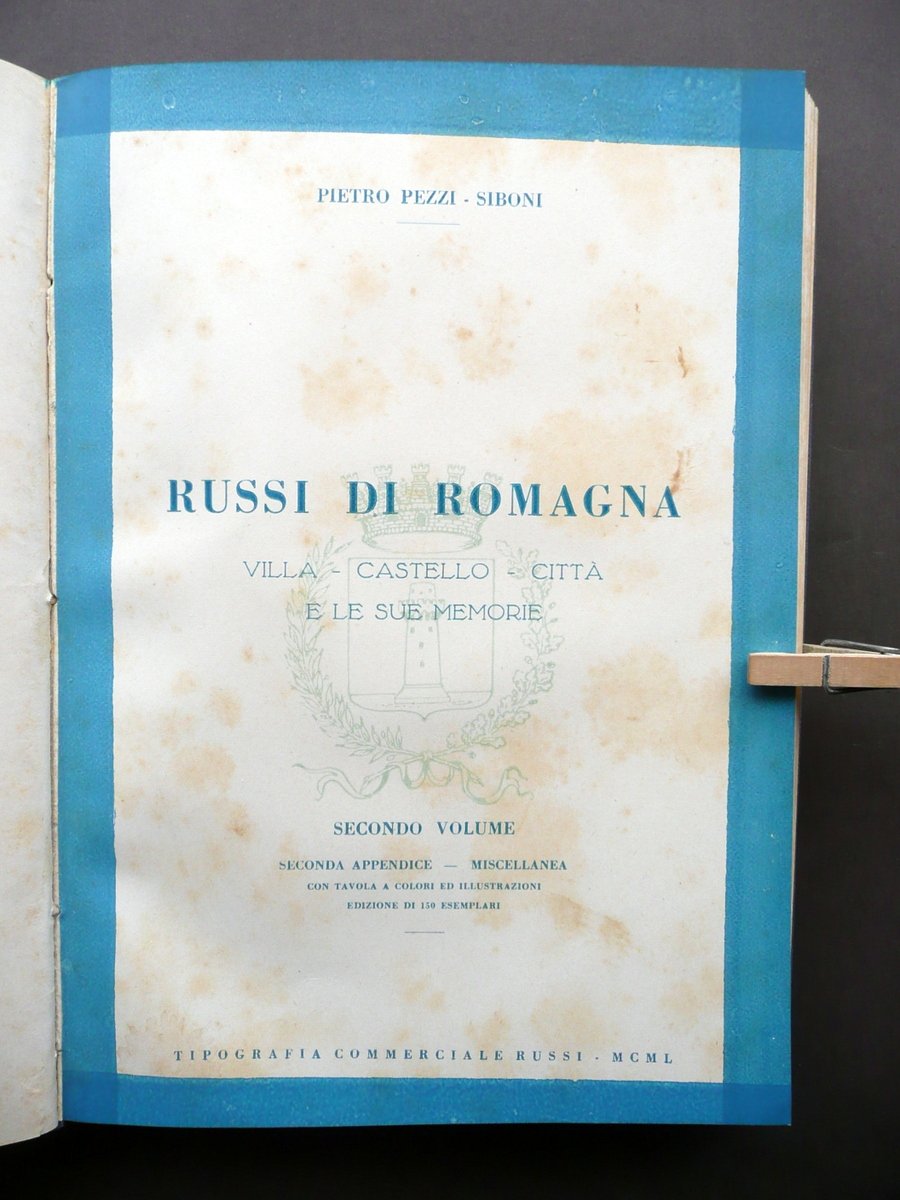 PIETRO PEZZI - SIBONI
RUSSI DI ROMAGNA
VILLA - CASTELLO - CITTÀ
E LE SUE MEMORIE
SECONDO VOLUME
SECONDA APPENDICE — MISCELLANEA
CON TAVOLA A COLORI ED ILLUSTRAZIONI
EDIZIONE DI 150 ESEMPLARI
TIPOGRAFIA COMMERCIALE RUSSI - MCML